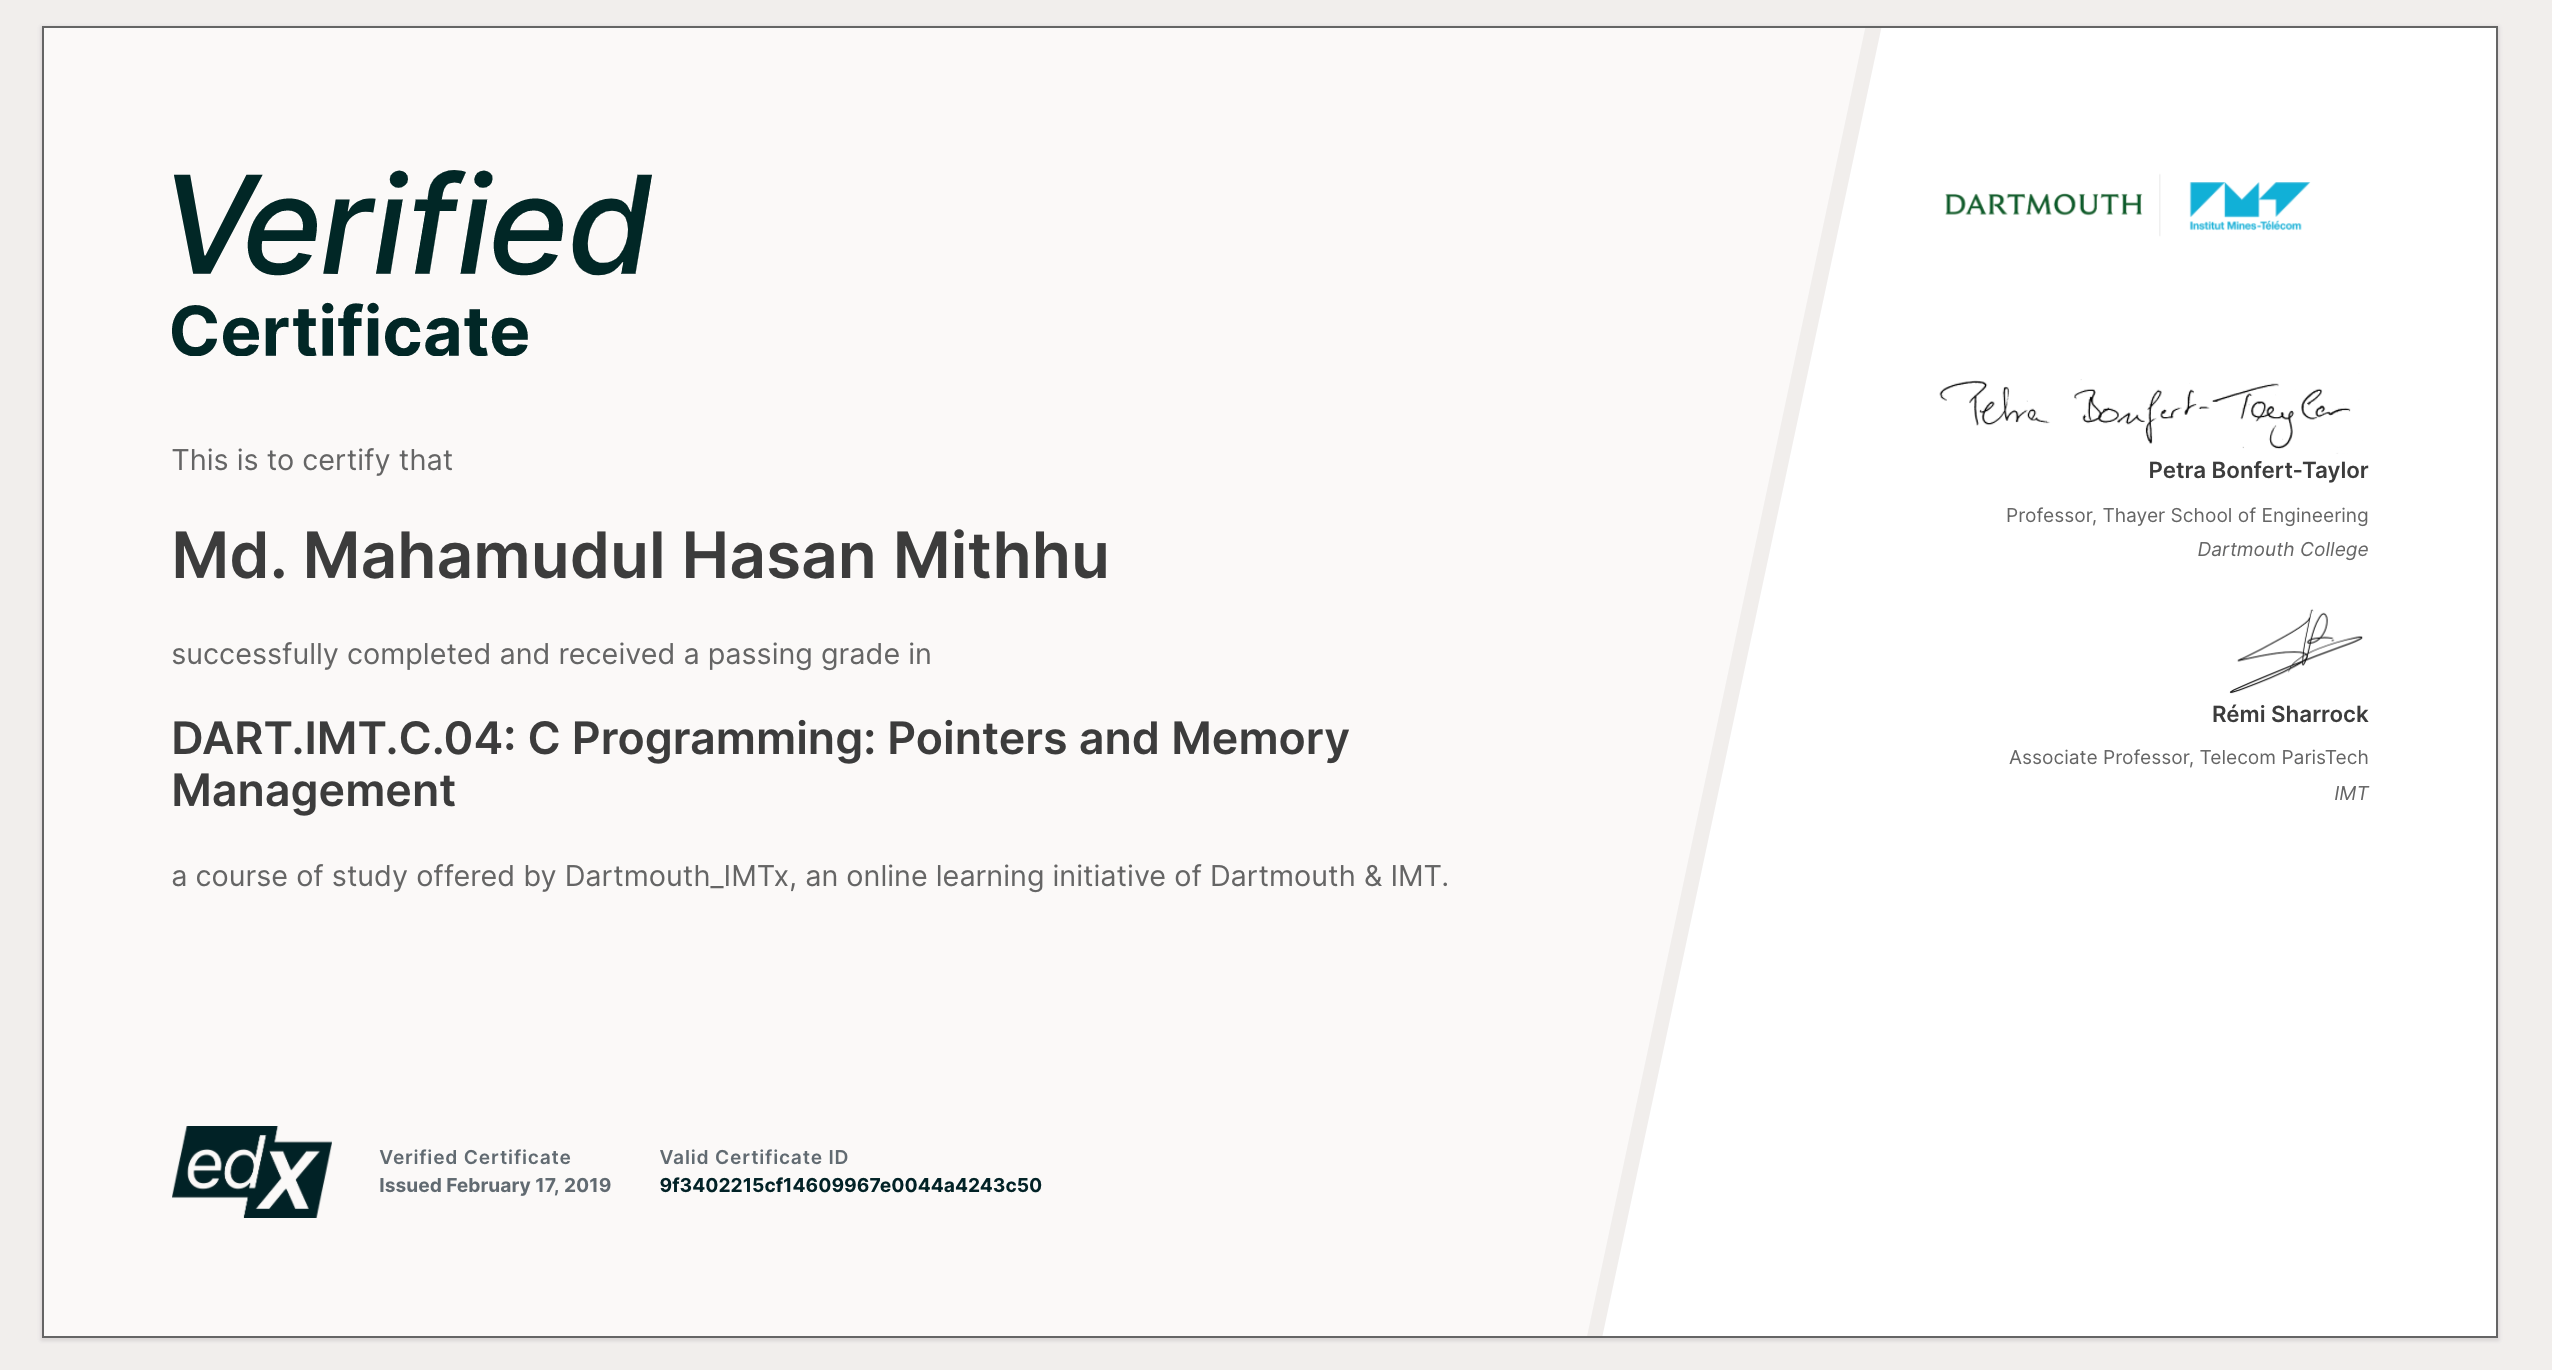 Verified
Certificate
This is to certify that
Md. Mahamudul Hasan Mithhu
successfully completed and received a passing grade in
DART.IMT.C.04: C Programming: Pointers and Memory
Management
a course of study offered by Dartmouth_IMTx, an online learning initiative of Dartmouth & IMT.
edX
Verified Certificate
Issued February 17, 2019
Valid Certificate ID
9f3402215cf14609967e0044a4243c50
DARTMOUTH
IMT
Institut Mines-Télécom
Petra Bonfert-Taylor
Petra Bonfert-Taylor
Professor, Thayer School of Engineering
Dartmouth College
Rémi Sharrock
Associate Professor, Telecom ParisTech
IMT